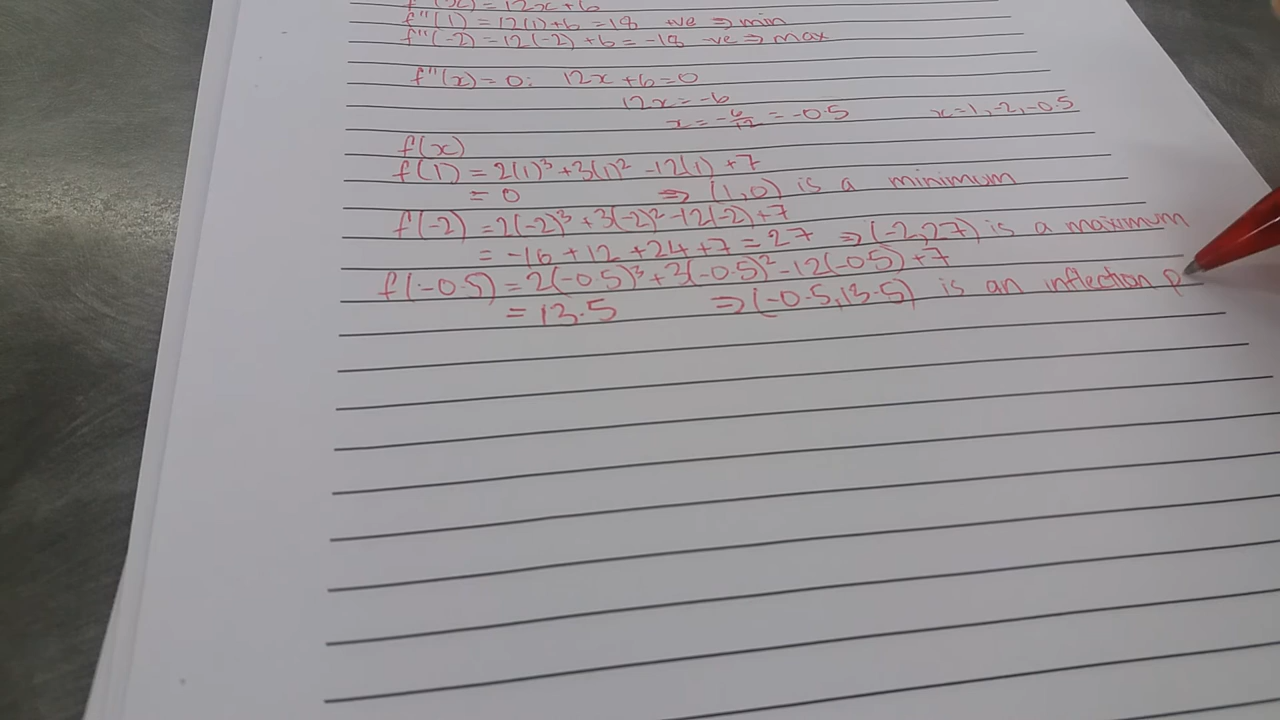 f''(x) = 12x + 6
f''(1) = 12(1) + 6 = 18 +ve ⇒ min
f''(-2) = 12(-2) + 6 = -18 -ve ⇒ max
f''(x) = 0: 12x + 6 = 0
12x = -6
x = -6/12 = -0.5 x = 1, -2, -0.5
f(x)
f(1) = 2(1)³ + 3(1)² - 12(1) + 7
= 0 ⇒ (1,0) is a minimum
f(-2) = 2(-2)³ + 3(-2)² - 12(-2) + 7
= -16 + 12 + 24 + 7 = 27 ⇒ (-2,27) is a maximum
f(-0.5) = 2(-0.5)³ + 3(-0.5)² - 12(-0.5) + 7
= 13.5 ⇒ (-0.5, 13.5) is an inflection p